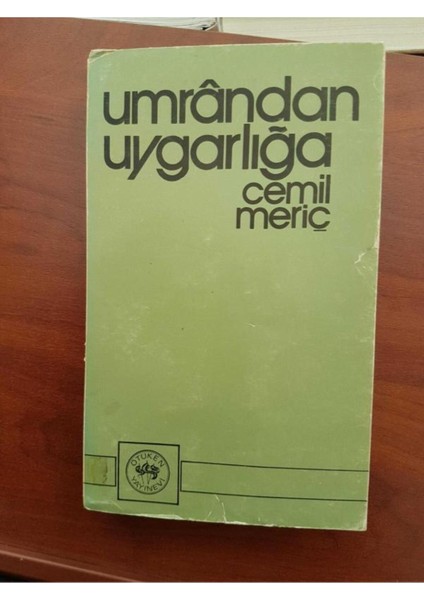 umrândan
uygarlığa
cemil
meriç
ÖTÜKEN
YAYINEVİ